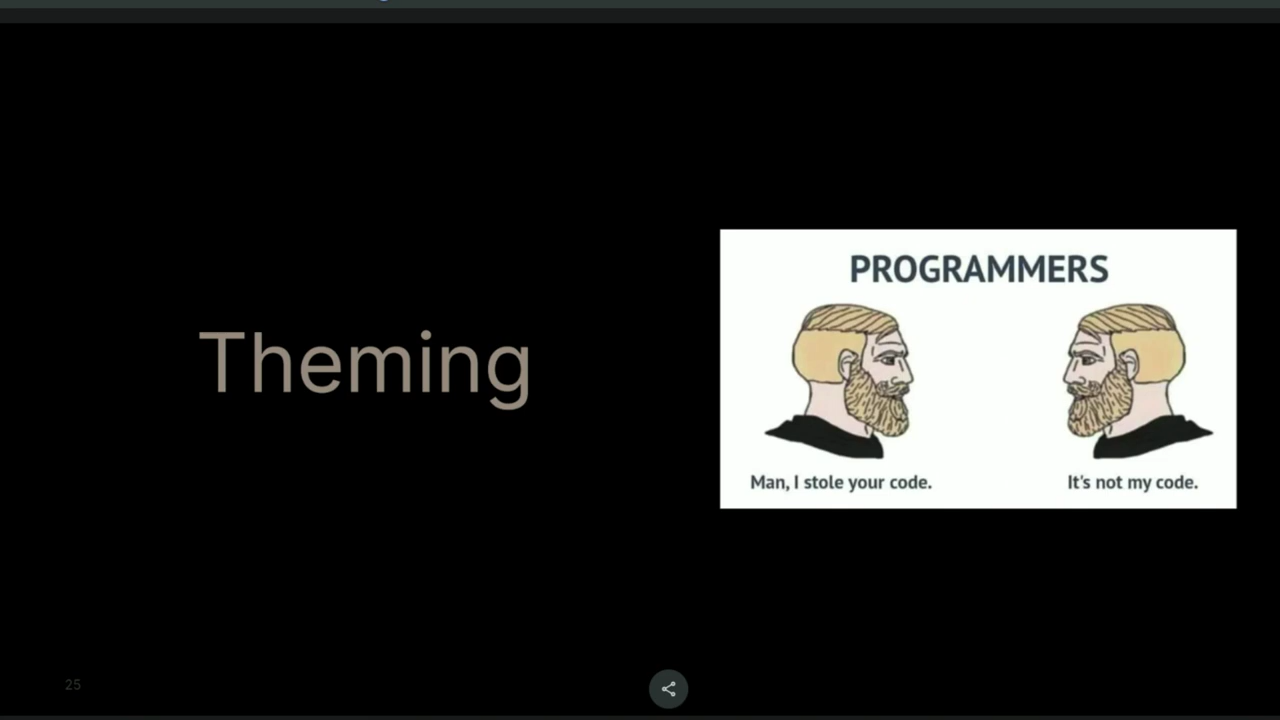 Theming
PROGRAMMERS
Man, I stole your code.
It's not my code.
25